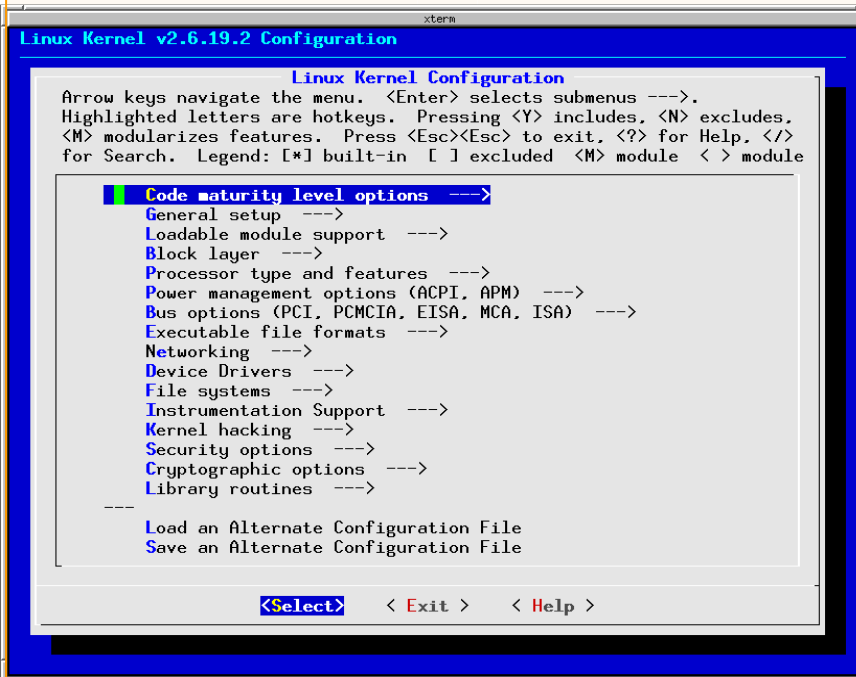 xterm
Linux Kernel v2.6.19.2 Configuration
Linux Kernel Configuration
Arrow keys navigate the menu.  <Enter> selects submenus --->.
Highlighted letters are hotkeys.  Pressing <Y> includes, <N> excludes,
<M> modularizes features.  Press <Esc><Esc> to exit, <?> for Help, </>
for Search.  Legend: [*] built-in  [ ] excluded  <M> module  < > module
Code maturity level options  --->
General setup  --->
Loadable module support  --->
Block layer  --->
Processor type and features  --->
Power management options (ACPI, APM)  --->
Bus options (PCI, PCMCIA, EISA, MCA, ISA)  --->
Executable file formats  --->
Networking  --->
Device Drivers  --->
File systems  --->
Instrumentation Support  --->
Kernel hacking  --->
Security options  --->
Cryptographic options  --->
Library routines  --->
---
Load an Alternate Configuration File
Save an Alternate Configuration File
<Select>    < Exit >    < Help >